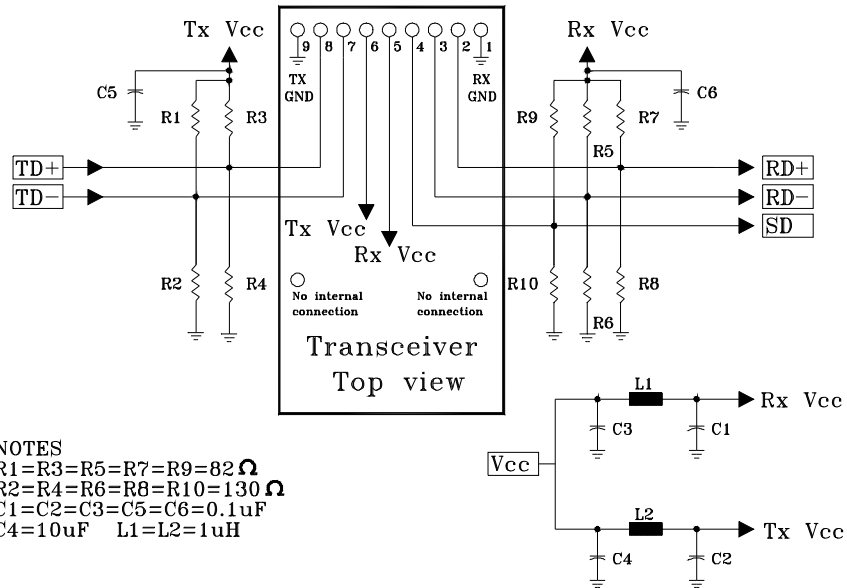 Tx Vcc
Rx Vcc
9 8 7 6 5 4 3 2 1
TX
GND
RX
GND
C5
R1
R3
R9
R7
C6
R5
TD+
RD+
TD-
RD-
SD
Tx Vcc
Rx Vcc
R2
R4
R10
R8
No internal
connection
No internal
connection
R6
Transceiver
Top view
L1
Rx Vcc
C3
C1
Vcc
L2
Tx Vcc
C4
C2
NOTES
R1=R3=R5=R7=R9=82Ω
R2=R4=R6=R8=R10=130Ω
C1=C2=C3=C5=C6=0.1uF
C4=10uF L1=L2=1uH